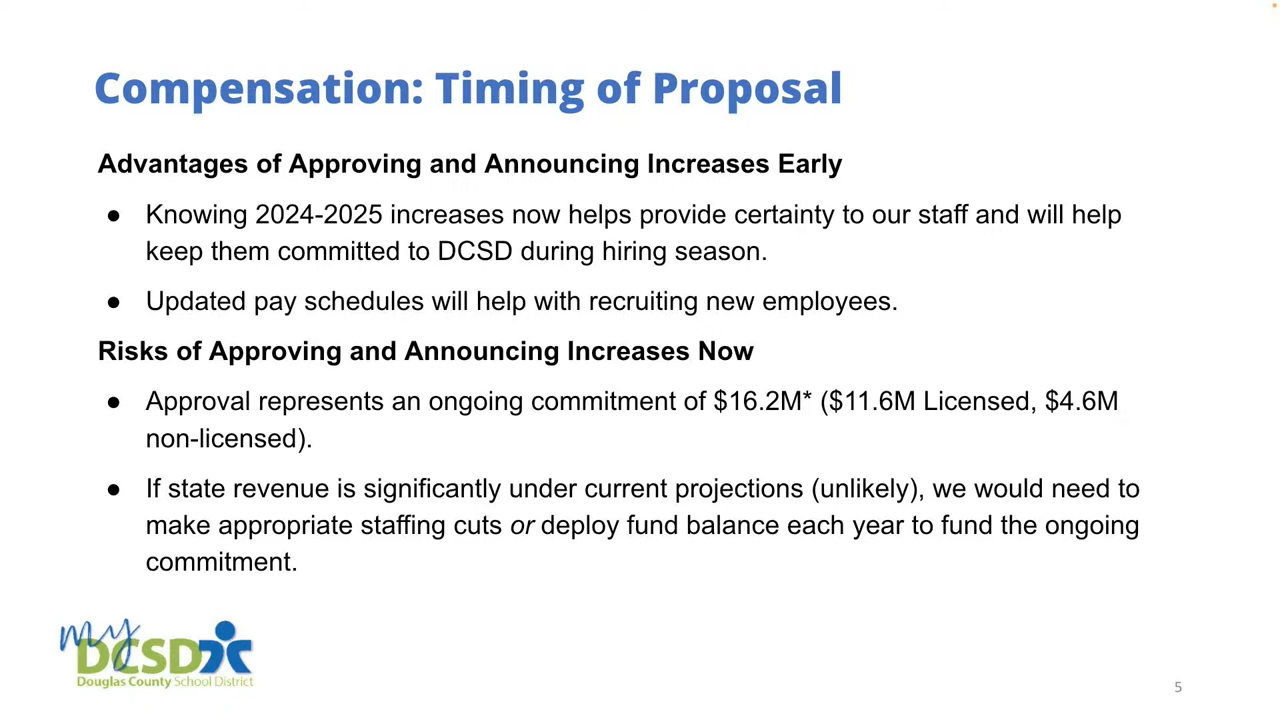 Compensation: Timing of Proposal
Advantages of Approving and Announcing Increases Early
● Knowing 2024-2025 increases now helps provide certainty to our staff and will help
keep them committed to DCSD during hiring season.
● Updated pay schedules will help with recruiting new employees.
Risks of Approving and Announcing Increases Now
● Approval represents an ongoing commitment of $16.2M* ($11.6M Licensed, $4.6M
non-licensed).
● If state revenue is significantly under current projections (unlikely), we would need to
make appropriate staffing cuts or deploy fund balance each year to fund the ongoing
commitment.
my
DCSD
Douglas County School District
5